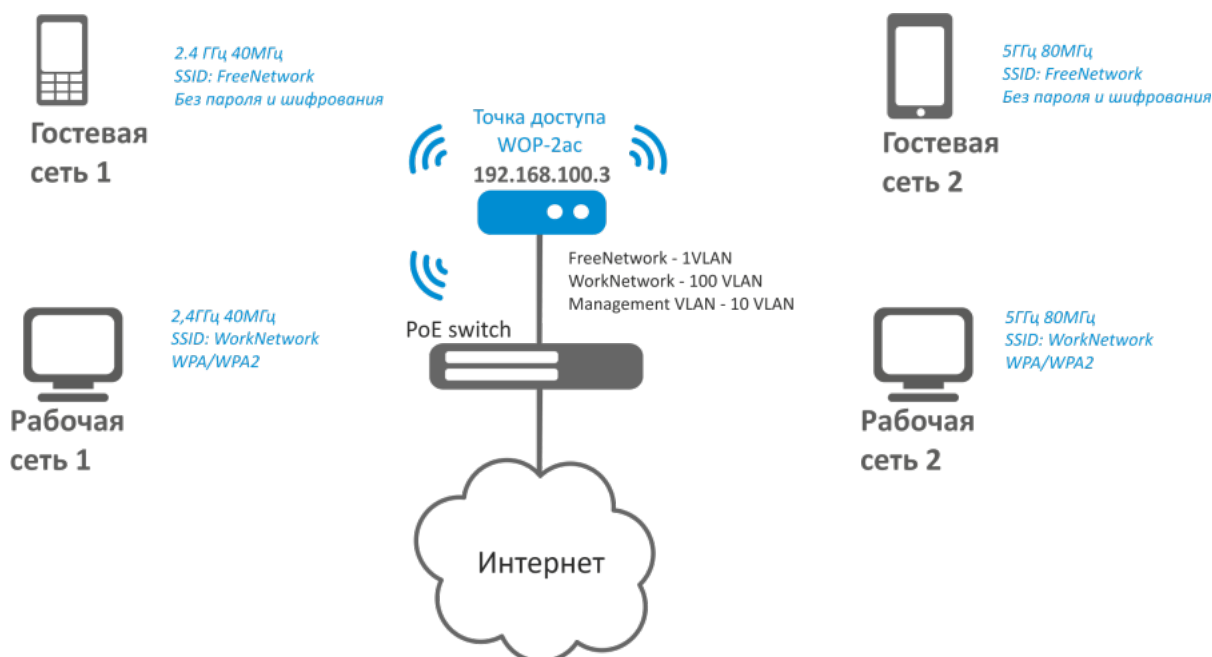 2.4 ГГц 40МГц
SSID: FreeNetwork
Без пароля и шифрования
Гостевая
сеть 1
Точка доступа
WOP-2ac
192.168.100.3
5ГГц 80МГц
SSID: FreeNetwork
Без пароля и шифрования
Гостевая
сеть 2
FreeNetwork - 1VLAN
WorkNetwork - 100 VLAN
Management VLAN - 10 VLAN
PoE switch
2,4ГГц 40МГц
SSID: WorkNetwork
WPA/WPA2
Рабочая
сеть 1
5ГГц 80МГц
SSID: WorkNetwork
WPA/WPA2
Рабочая
сеть 2
Интернет